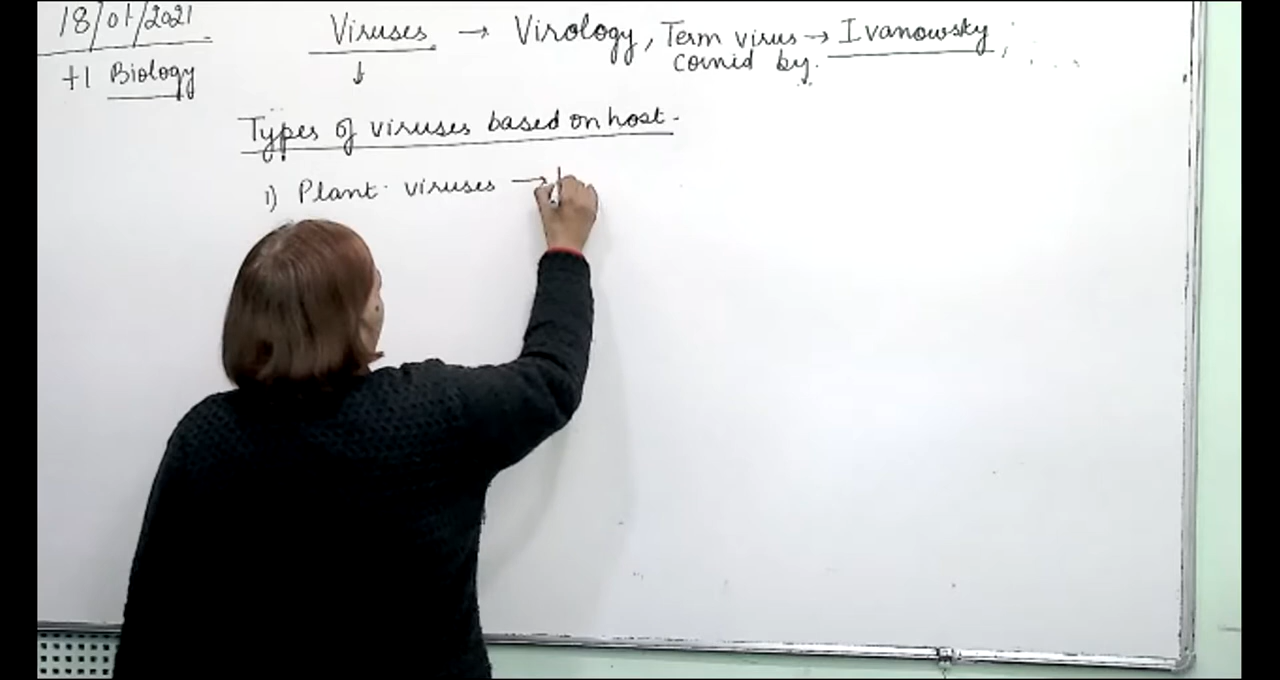 18/01/2021
+1 Biology
Viruses → Virology, Term virus → Ivanowsky,
coinid by.
↓
Types of viruses based on host.
1) Plant viruses →